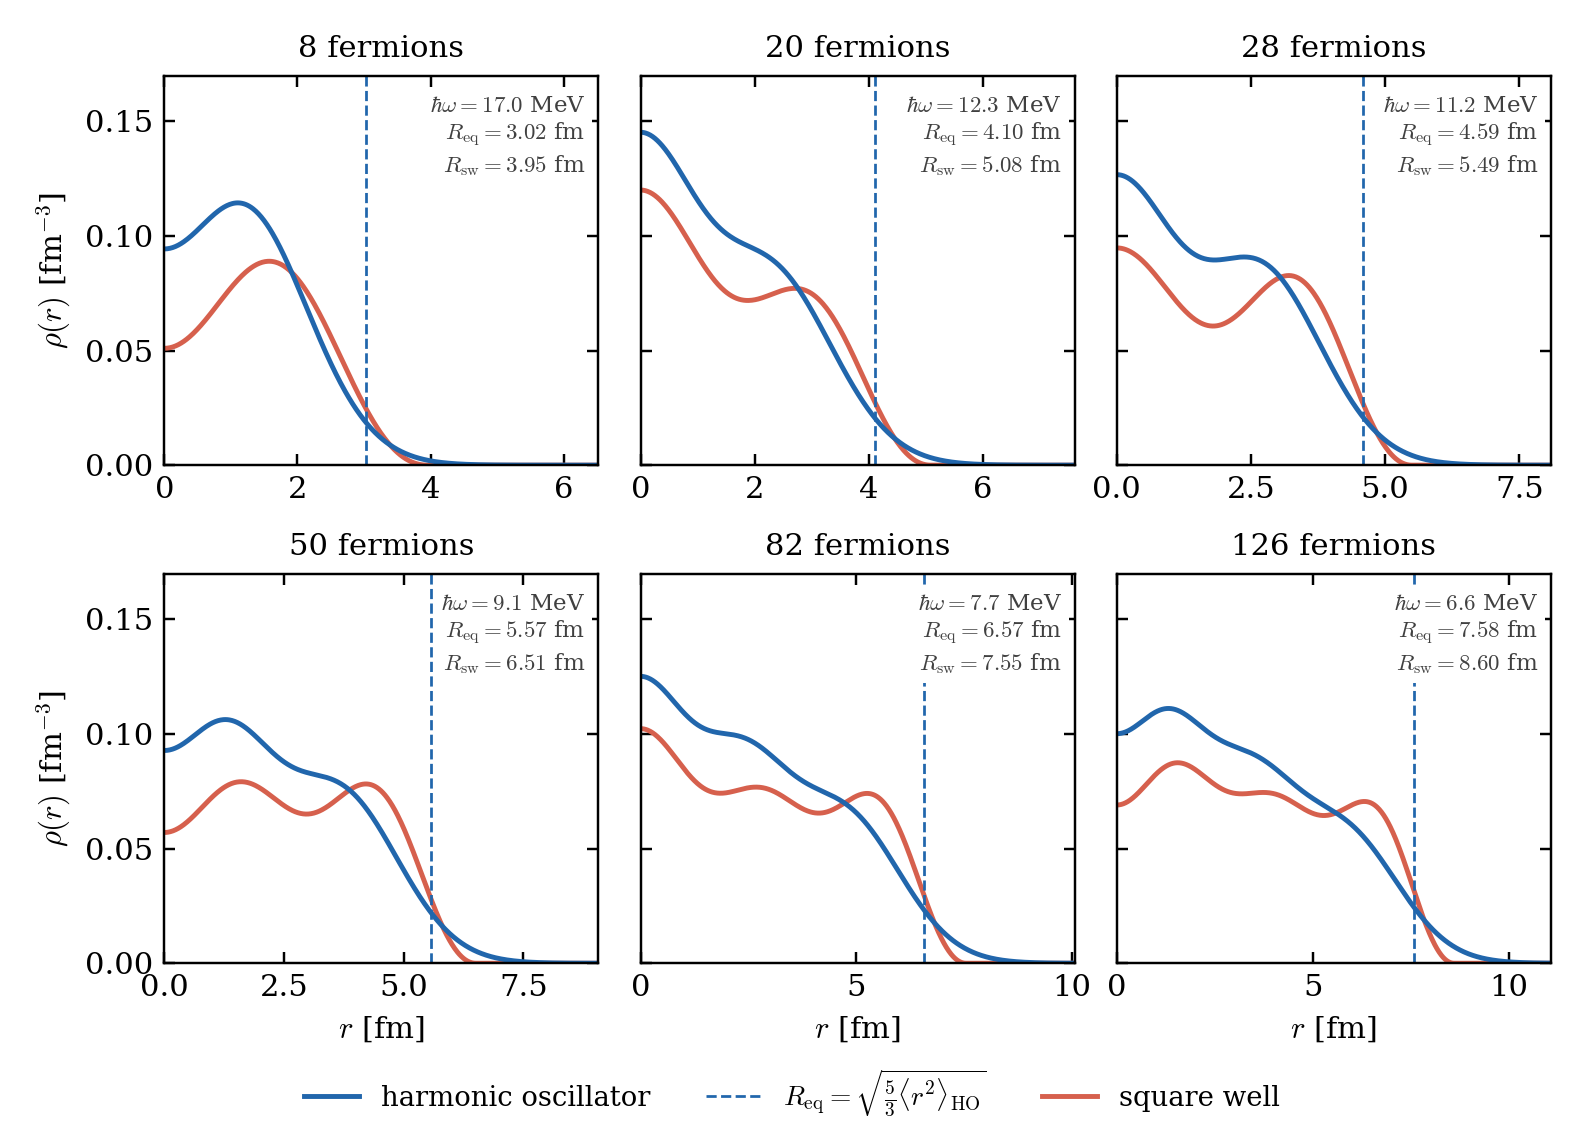 8 fermions
ħω = 17.0 MeV
R_eq = 3.02 fm
R_sw = 3.95 fm
ρ(r) [fm⁻³]
0.15
0.10
0.05
0.00
0 2 4 6
20 fermions
ħω = 12.3 MeV
R_eq = 4.10 fm
R_sw = 5.08 fm
0 2 4 6
28 fermions
ħω = 11.2 MeV
R_eq = 4.59 fm
R_sw = 5.49 fm
0.0 2.5 5.0 7.5
50 fermions
ħω = 9.1 MeV
R_eq = 5.57 fm
R_sw = 6.51 fm
ρ(r) [fm⁻³]
0.15
0.10
0.05
0.00
0.0 2.5 5.0 7.5
r [fm]
82 fermions
ħω = 7.7 MeV
R_eq = 6.57 fm
R_sw = 7.55 fm
0 5 10
r [fm]
126 fermions
ħω = 6.6 MeV
R_eq = 7.58 fm
R_sw = 8.60 fm
0 5 10
r [fm]
harmonic oscillator
R_eq = √(5/3 ⟨r²⟩_HO)
square well